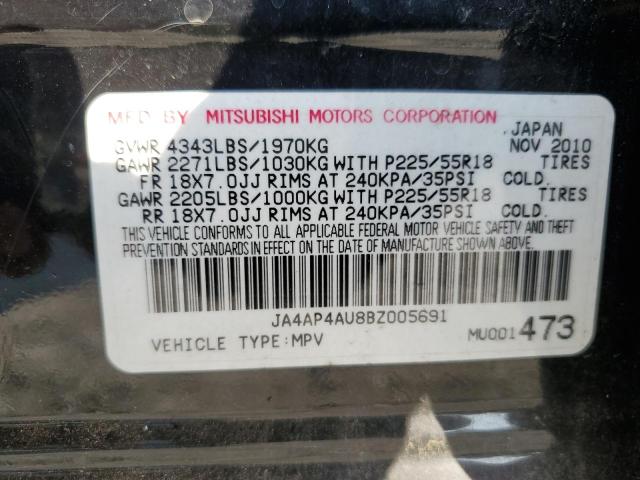 MFD BY MITSUBISHI MOTORS CORPORATION
JAPAN
GVWR 4343LBS/1970KG NOV 2010
GAWR 2271LBS/1030KG WITH P225/55R18 TIRES
FR 18X7.0JJ RIMS AT 240KPA/35PSI COLD.
GAWR 2205LBS/1000KG WITH P225/55R18 TIRES
RR 18X7.0JJ RIMS AT 240KPA/35PSI COLD.
THIS VEHICLE CONFORMS TO ALL APPLICABLE FEDERAL MOTOR VEHICLE SAFETY AND THEFT
PREVENTION STANDARDS IN EFFECT ON THE DATE OF MANUFACTURE SHOWN ABOVE.
JA4AP4AU8BZ005691
VEHICLE TYPE:MPV MU001473